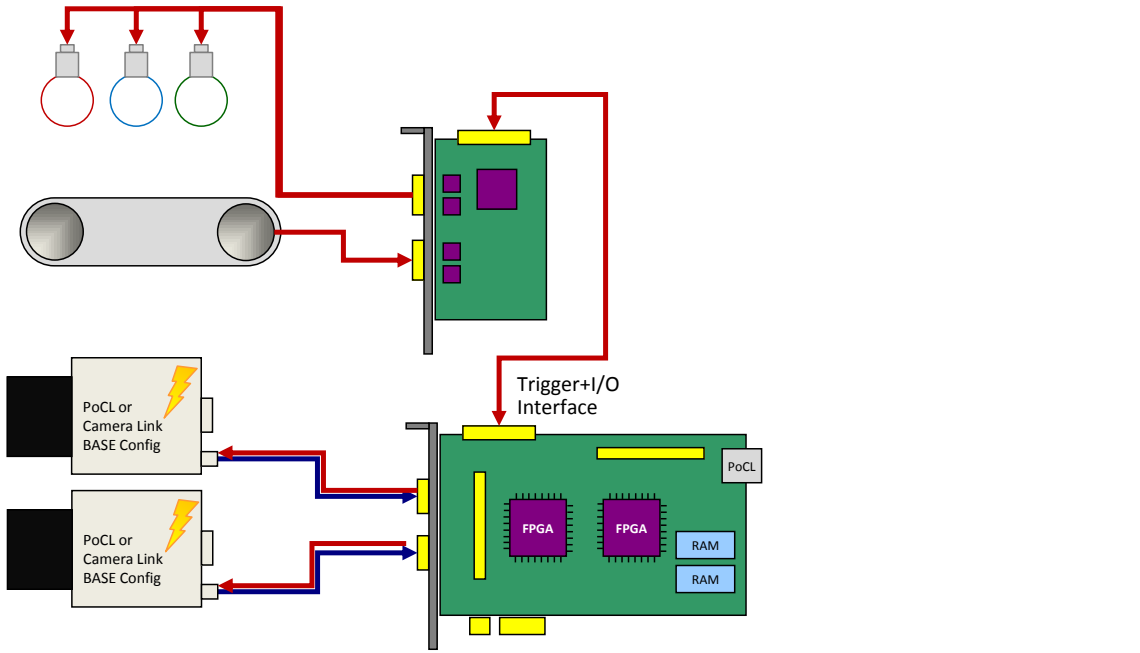 Trigger+I/O
Interface
PoCL or
Camera Link
BASE Config
PoCL
FPGA
FPGA
RAM
RAM
PoCL or
Camera Link
BASE Config